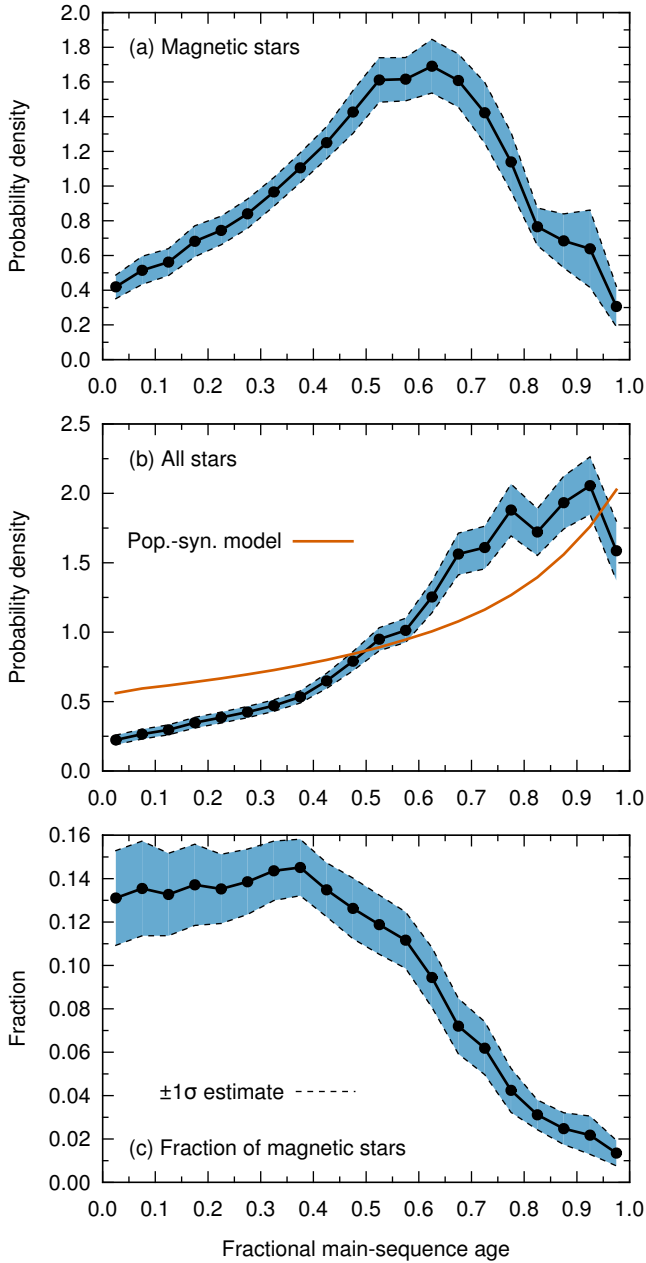 2.0
(a) Magnetic stars
1.8
1.6
1.4
1.2
1.0
0.8
0.6
0.4
0.2
0.0
Probability density
0.0 0.1 0.2 0.3 0.4 0.5 0.6 0.7 0.8 0.9 1.0
2.5
(b) All stars
2.0
Pop.-syn. model
1.5
1.0
0.5
0.0
Probability density
0.0 0.1 0.2 0.3 0.4 0.5 0.6 0.7 0.8 0.9 1.0
0.16
0.14
0.12
0.10
0.08
0.06
0.04
±1σ estimate
0.02
(c) Fraction of magnetic stars
0.00
Fraction
0.0 0.1 0.2 0.3 0.4 0.5 0.6 0.7 0.8 0.9 1.0
Fractional main-sequence age